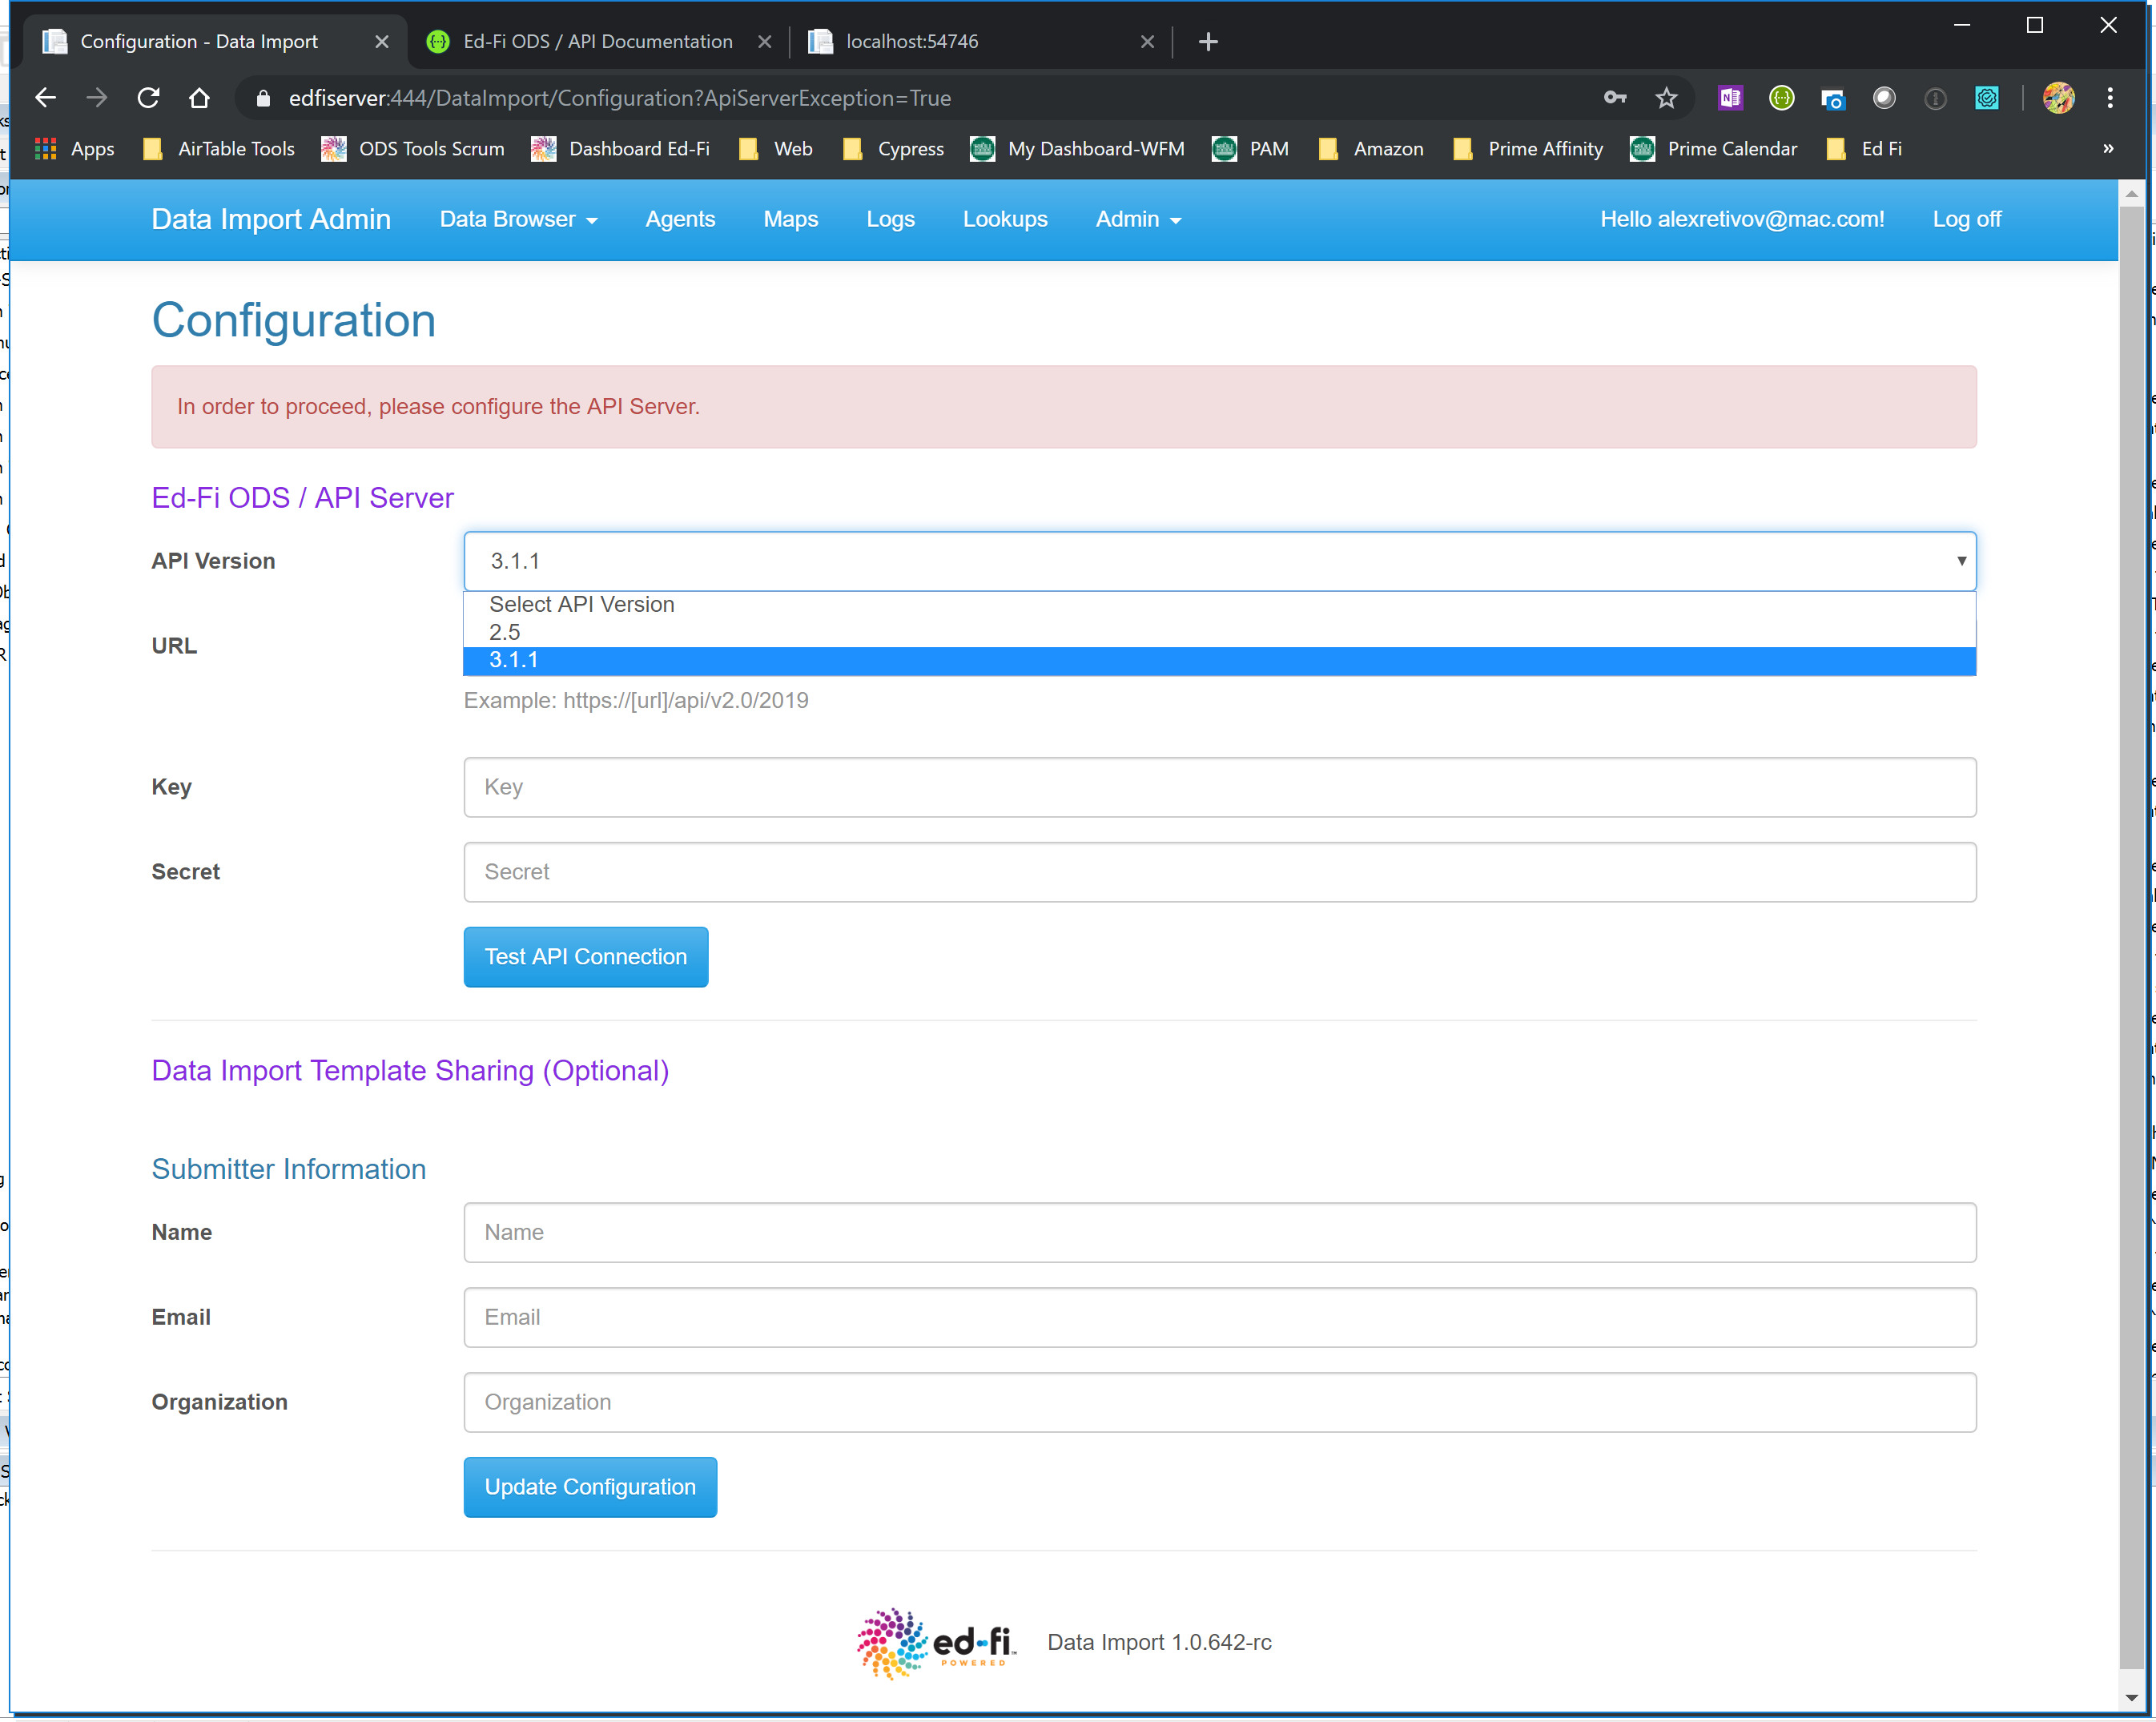 Configuration - Data Import
Ed-Fi ODS / API Documentation
localhost:54746
edfiserver:444/DataImport/Configuration?ApiServerException=True
Apps AirTable Tools ODS Tools Scrum Dashboard Ed-Fi Web Cypress My Dashboard-WFM PAM Amazon Prime Affinity Prime Calendar Ed Fi »
Data Import Admin Data Browser Agents Maps Logs Lookups Admin Hello alexretivov@mac.com! Log off
Configuration
In order to proceed, please configure the API Server.
Ed-Fi ODS / API Server
API Version 3.1.1
Select API Version
2.5
URL
3.1.1
Example: https://[url]/api/v2.0/2019
Key Key
Secret Secret
Test API Connection
Data Import Template Sharing (Optional)
Submitter Information
Name Name
Email Email
Organization Organization
Update Configuration
ed-fi
POWERED
Data Import 1.0.642-rc